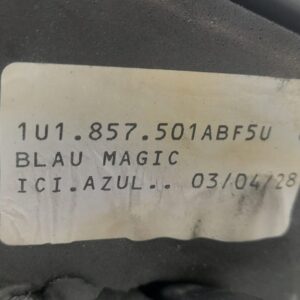 1U1.857.501ABF5U
BLAU MAGIC
ICI.AZUL.. 03/04/28